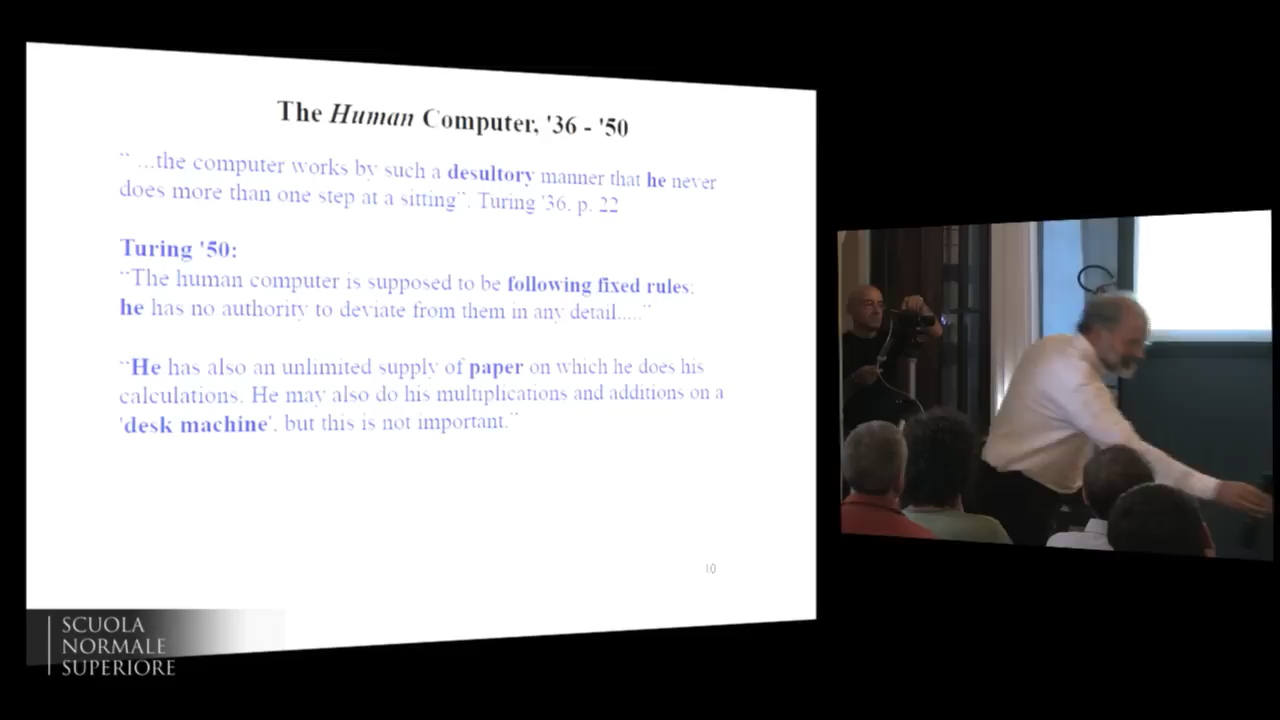 The Human Computer, '36 - '50
`` ...the computer works by such a desultory manner that he never
does more than one step at a sitting¨. Turing '36. p. 22
Turing '50:
¨The human computer is supposed to be following fixed rules:
he has no authority to deviate from them in any detail.....¨
¨He has also an unlimited supply of paper on which he does his
calculations. He may also do his multiplications and additions on a
'desk machine', but this is not important.¨
10
SCUOLA
NORMALE
SUPERIORE